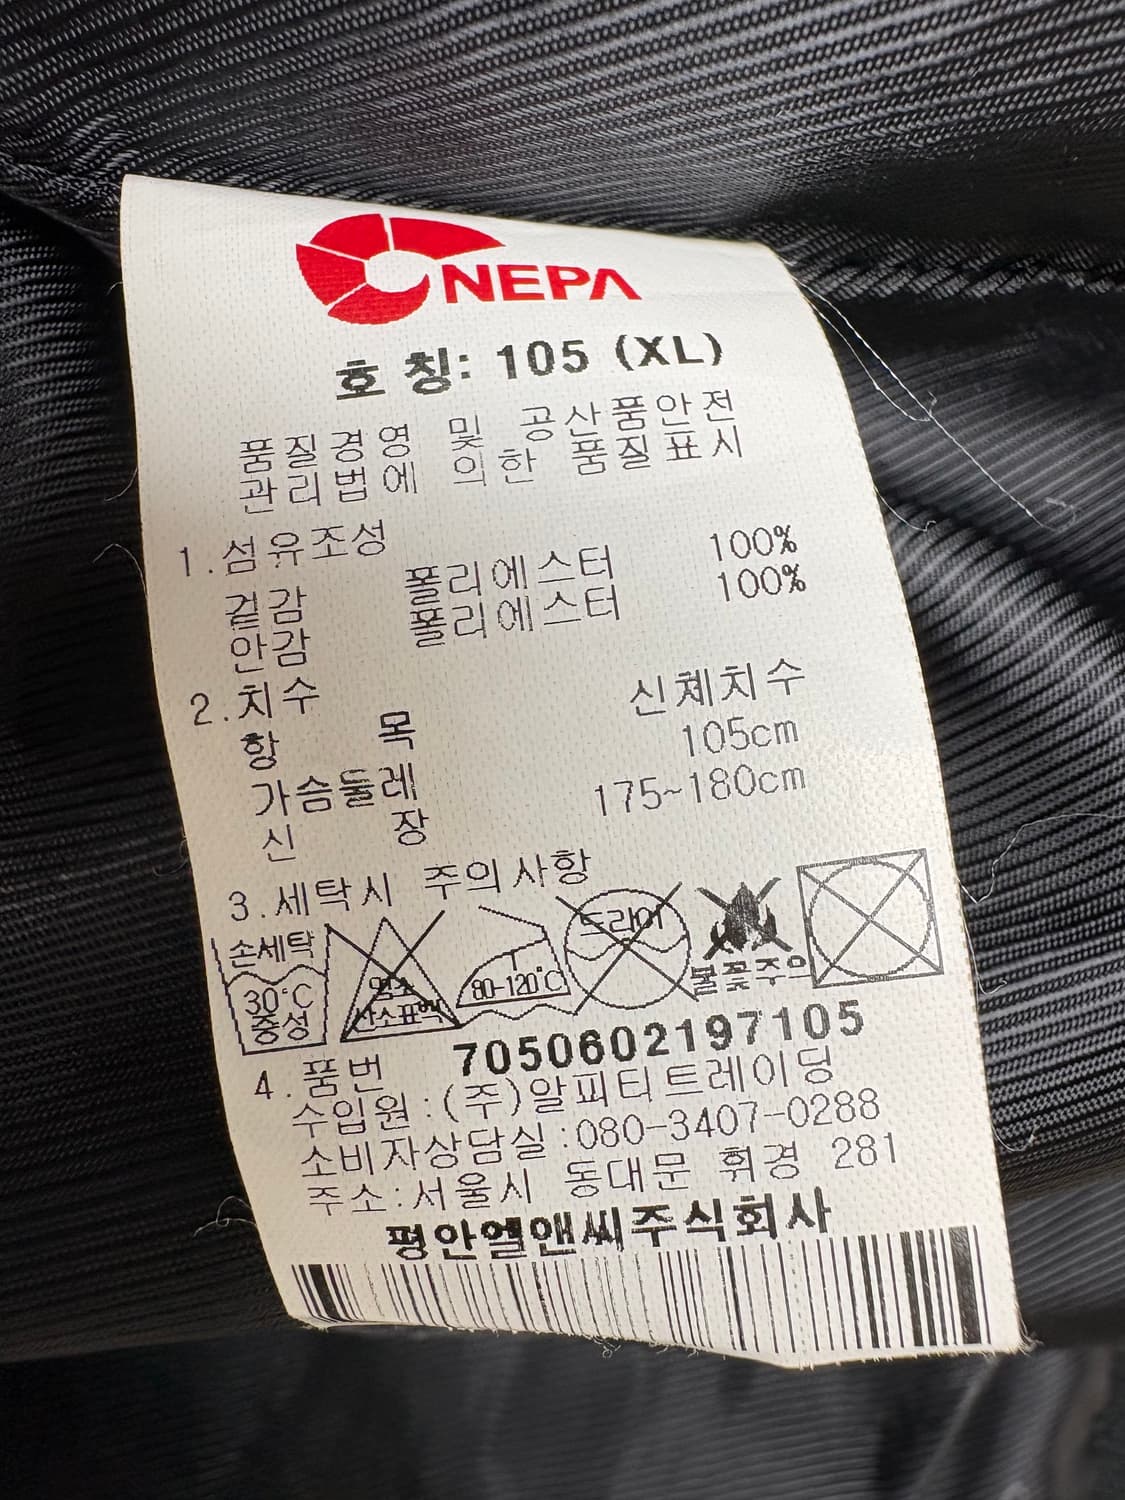 NEPA
호 칭: 105 (XL)
품질경영 및 공산품안전
관리법에 의한 품질표시
1.섬유조성
겉감 폴리에스터 100%
안감 폴리에스터 100%
2.치수
항 목 신체치수
가슴둘레 105cm
신 장 175~180cm
3.세탁시 주의사항
손세탁
30°C
중성
염소
산소표백
80-120°C
드라이
불꽃주의
4.품번 7050602197105
수입원:(주)알피티트레이딩
소비자상담실:080-3407-0288
주소:서울시 동대문 휘경 281
평안엘앤씨주식회사